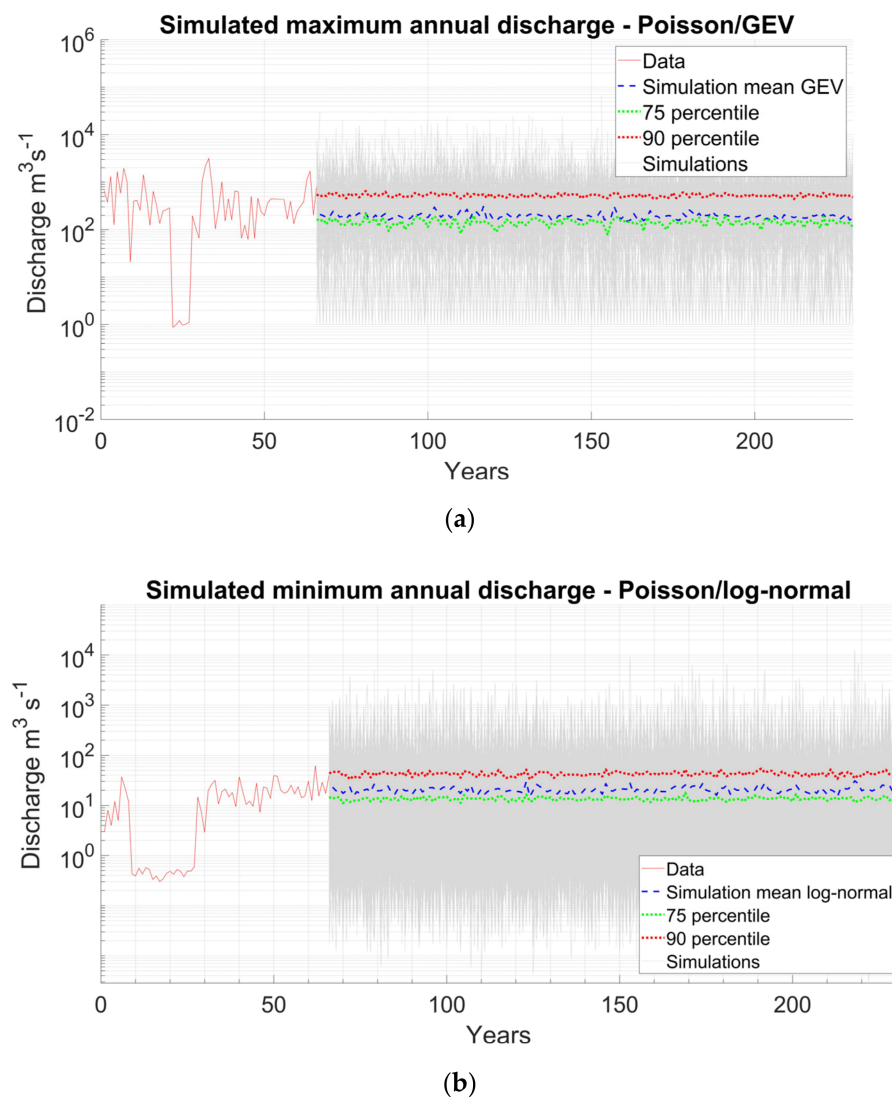 Simulated maximum annual discharge - Poisson/GEV
10^6
10^4
10^2
10^0
10^-2
Discharge m^3 s^-1
Data
Simulation mean GEV
75 percentile
90 percentile
Simulations
0 50 100 150 200
Years
(a)
Simulated minimum annual discharge - Poisson/log-normal
10^4
10^3
10^2
10^1
10^0
Discharge m^3 s^-1
Data
Simulation mean log-normal
75 percentile
90 percentile
Simulations
0 50 100 150 200
Years
(b)